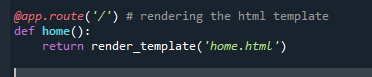 @app.route('/') # rendering the html template
def home():
    return render_template('home.html')